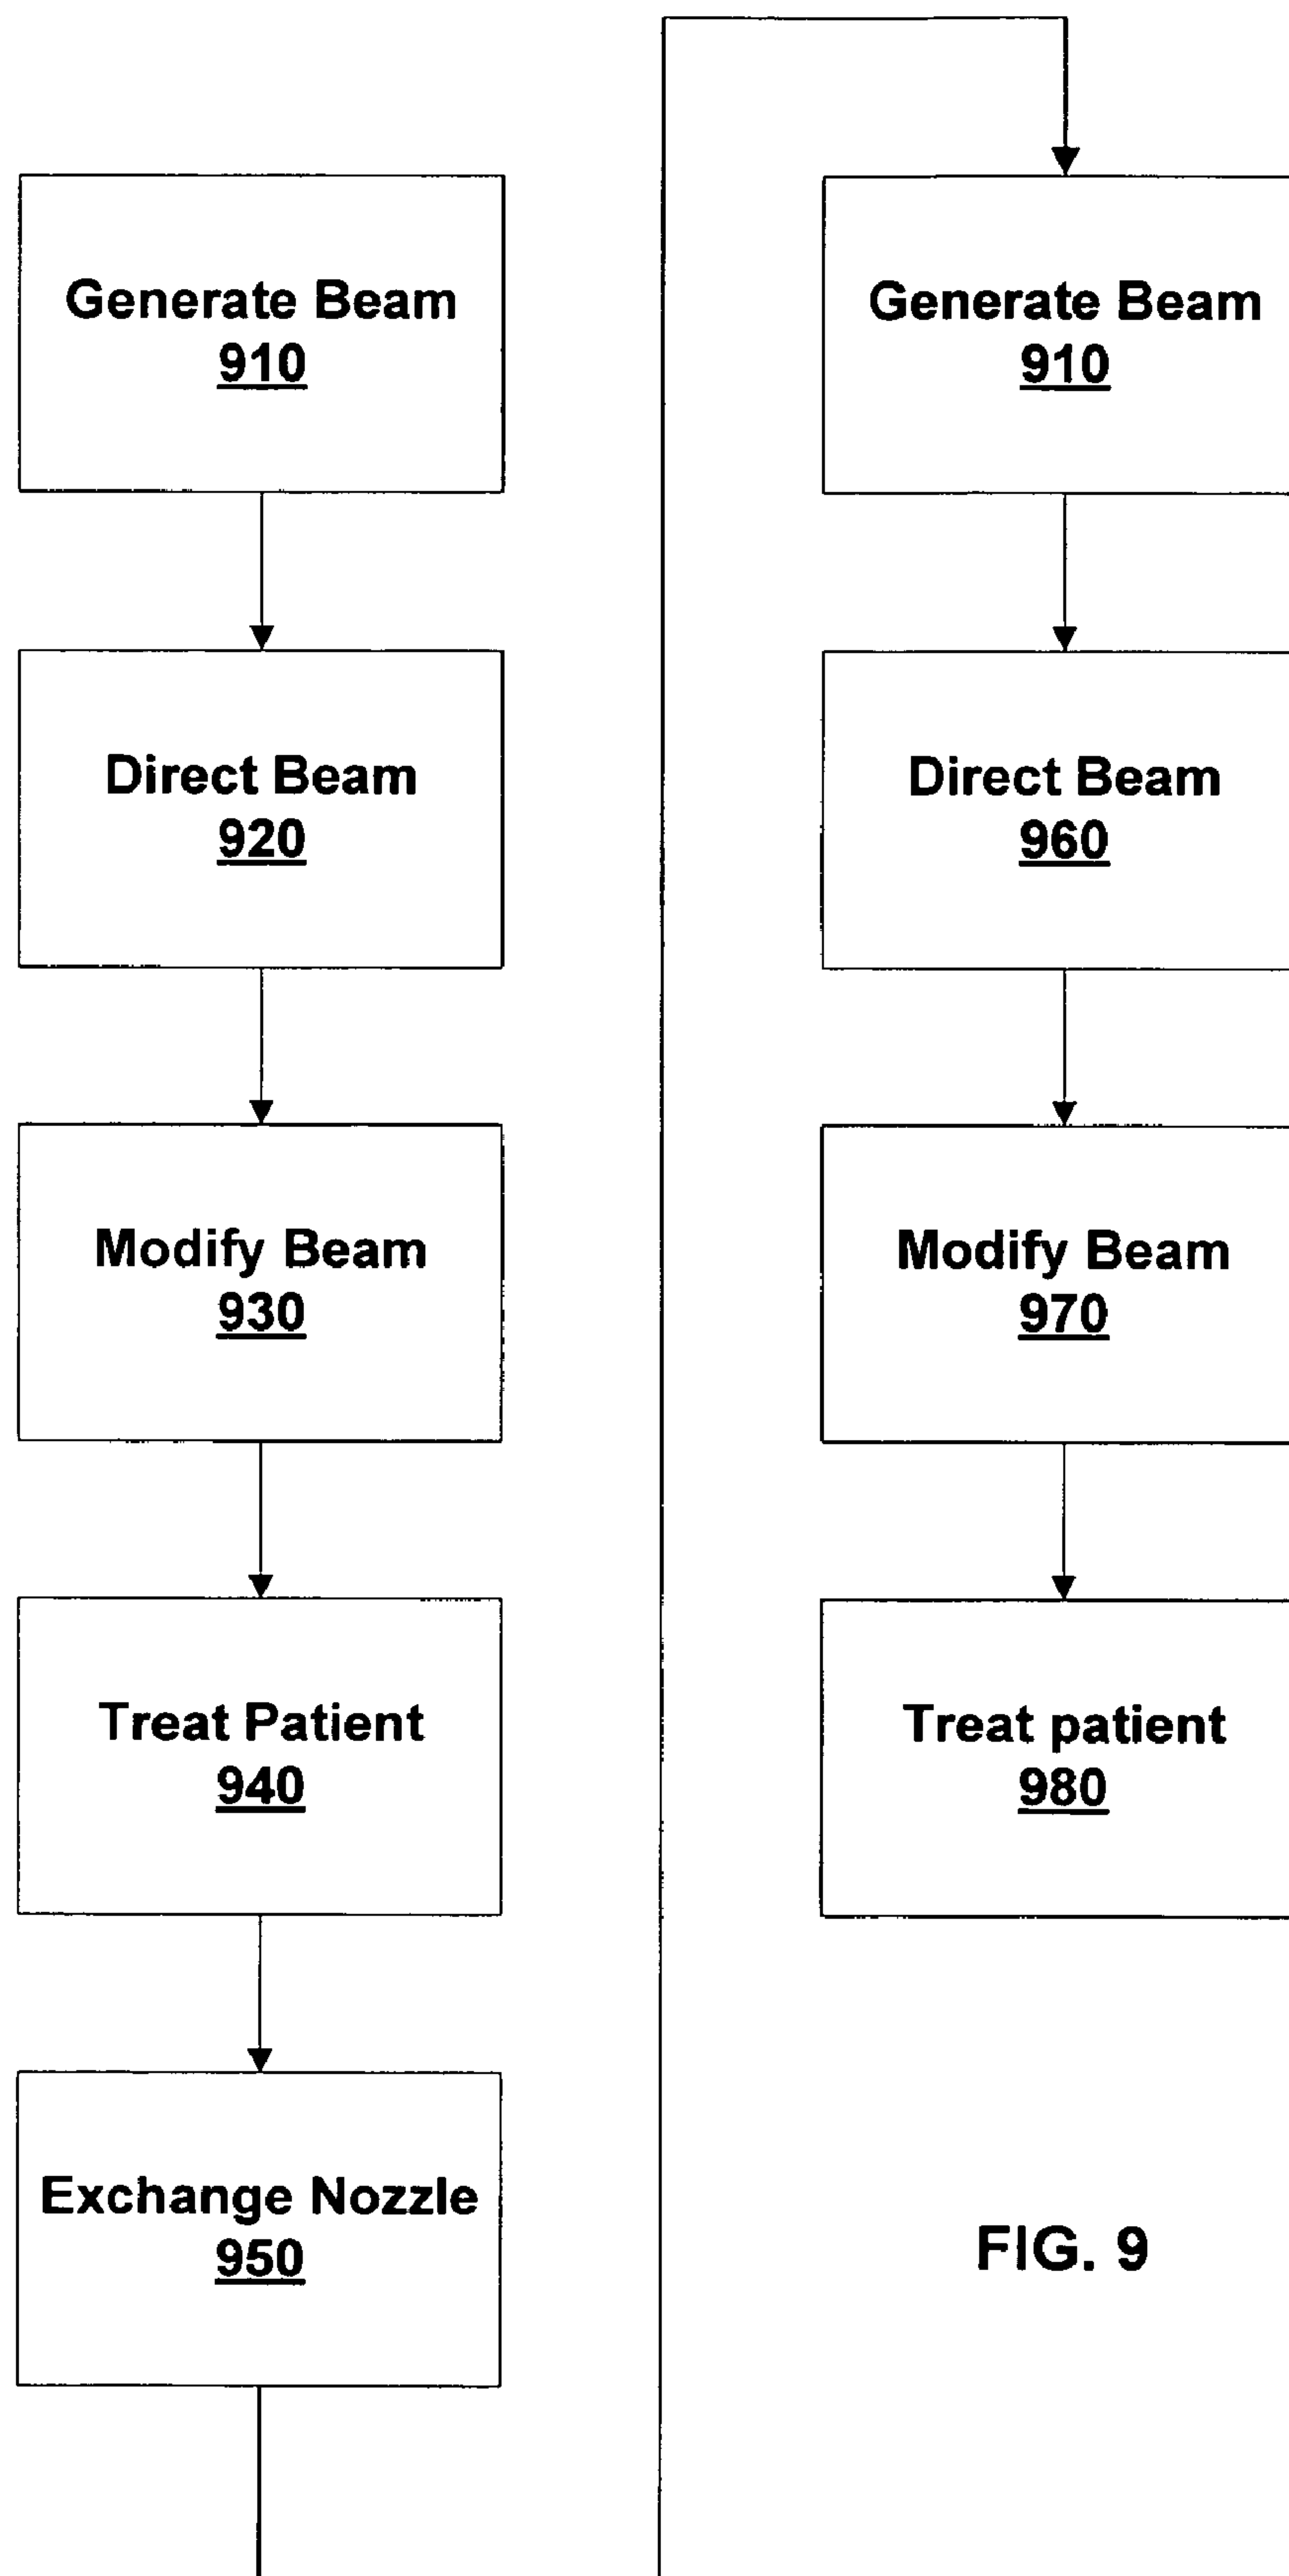 Generate Beam
910
Direct Beam
920
Modify Beam
930
Treat Patient
940
Exchange Nozzle
950
Generate Beam
910
Direct Beam
960
Modify Beam
970
Treat patient
980
FIG. 9